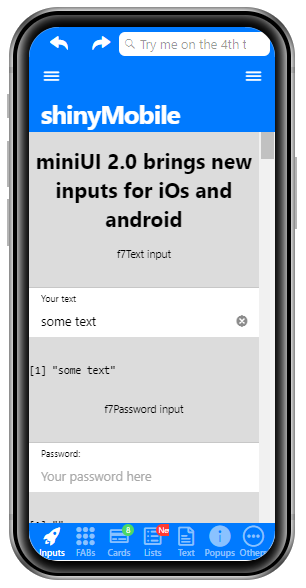 Try me on the 4th t
shinyMobile
miniUI 2.0 brings new
inputs for iOs and
android
f7Text input
Your text
some text
[1] "some text"
f7Password input
Password:
Your password here
[1] ""
8
Ne
Inputs
FABs
Cards
Lists
Text
Popups
Others